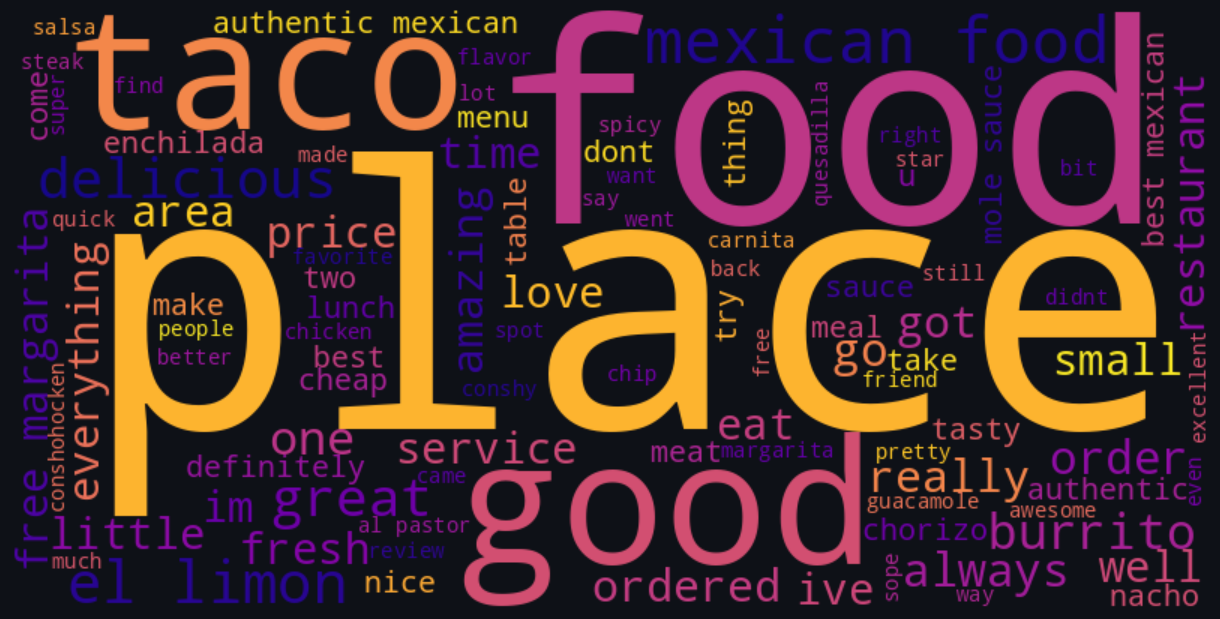 salsa
taco
authentic mexican
food
mexican food
steak
come
super
find
flavor
lot
menu
enchilada
made
time
spicy
dont
want
say
went
thing
quesadilla
right
star
u
mole sauce
bit
best mexican
restaurant
delicious
quick
area
price
favorite
two
lunch
chicken
best
cheap
amazing
table
love
spot
conshy
place
carnita
back
try
free
chip
sauce
still
meal
got
go
take
friend
didnt
small
excellent
free margarita
everything
conshohocken
make
people
better
one
service
definitely
came
im
great
al pastor
little
fresh
review
much
el limon
nice
good
eat
meat
margarita
tasty
pretty
really
order
even
guacamole
authentic
awesome
chorizo
burrito
ordered
ive
sope
always
way
well
nacho